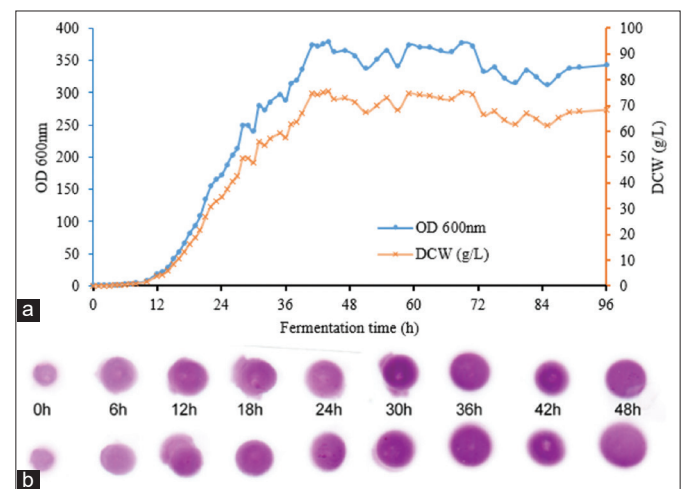 400
350
300
250
200
150
100
50
0
OD 600nm
100
90
80
70
60
50
40
30
20
10
0
DCW (g/L)
OD 600nm
DCW (g/L)
0 12 24 36 48 60 72 84 96
Fermentation time (h)
a
0h 6h 12h 18h 24h 30h 36h 42h 48h
b